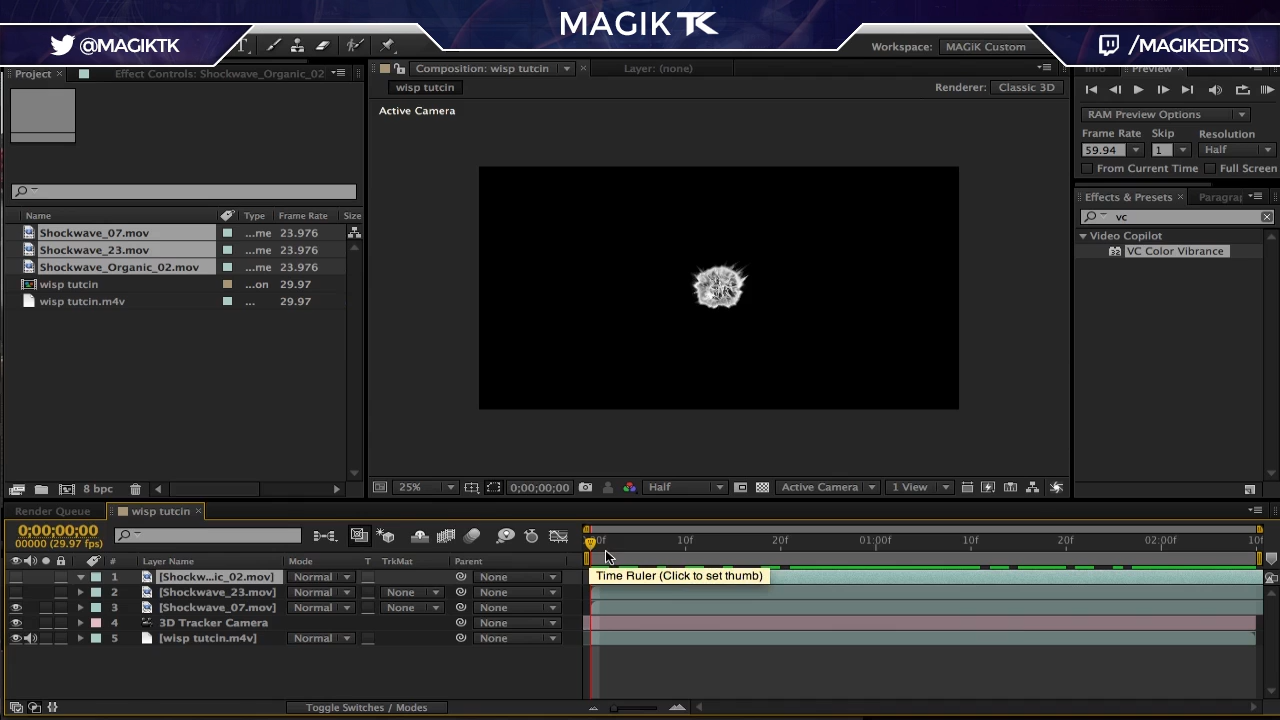 MAGIK TK
@MAGIKTK
/MAGIKEDITS
Workspace: MAGiK Custom
Project
Effect Controls: Shockwave_Organic_02
Composition: wisp tutcin
Layer: (none)
Info
Preview
wisp tutcin
Renderer: Classic 3D
Active Camera
RAM Preview Options
Frame Rate Skip Resolution
59.94 1 Half
From Current Time Full Screen
Effects & Presets
Paragra
vc
Video Copilot
VC Color Vibrance
Name Type Frame Rate Size
Shockwave_07.mov ...me 23.976
Shockwave_23.mov ...me 23.976
Shockwave_Organic_02.mov ...me 23.976
wisp tutcin ...on 29.97
wisp tutcin.m4v ... 29.97
8 bpc
25% 0;00;00;00 Half Active Camera 1 View
Render Queue
wisp tutcin
0;00;00;00
00000 (29.97 fps)
00f 10f 20f 01:00f 10f 20f 02:00f 10f
# Layer Name Mode T TrkMat Parent
1 [Shockw...ic_02.mov] Normal None
Time Ruler (Click to set thumb)
2 [Shockwave_23.mov] Normal None None
3 [Shockwave_07.mov] Normal None None
4 3D Tracker Camera None
5 [wisp tutcin.m4v] Normal None
Toggle Switches / Modes